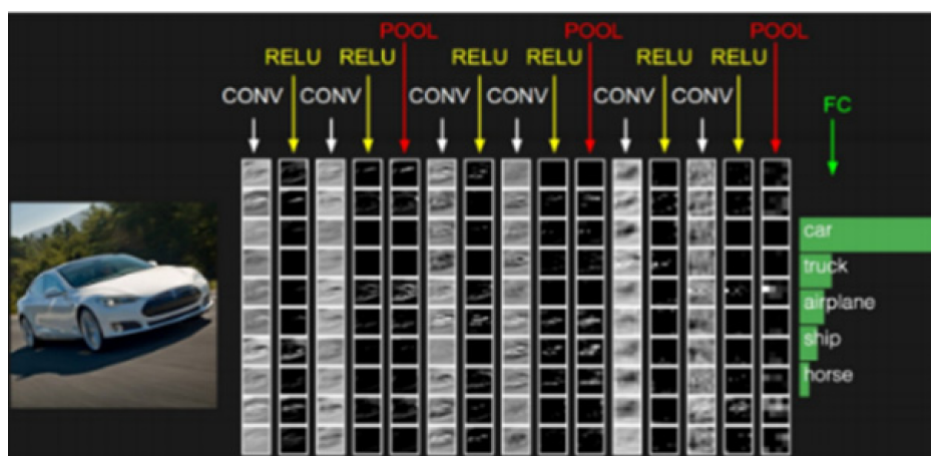 POOL POOL POOL
RELU RELU RELU RELU RELU
CONV CONV CONV CONV CONV CONV
FC
car
truck
airplane
ship
horse